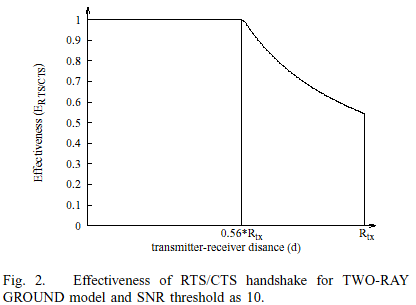 1
0.9
0.8
0.7
0.6
0.5
0.4
0.3
0.2
0.1
0
Effectiveness (E_RTS/CTS)
0.56*R_tx R_tx
transmitter-receiver disance (d)
Fig. 2. Effectiveness of RTS/CTS handshake for TWO-RAY
GROUND model and SNR threshold as 10.